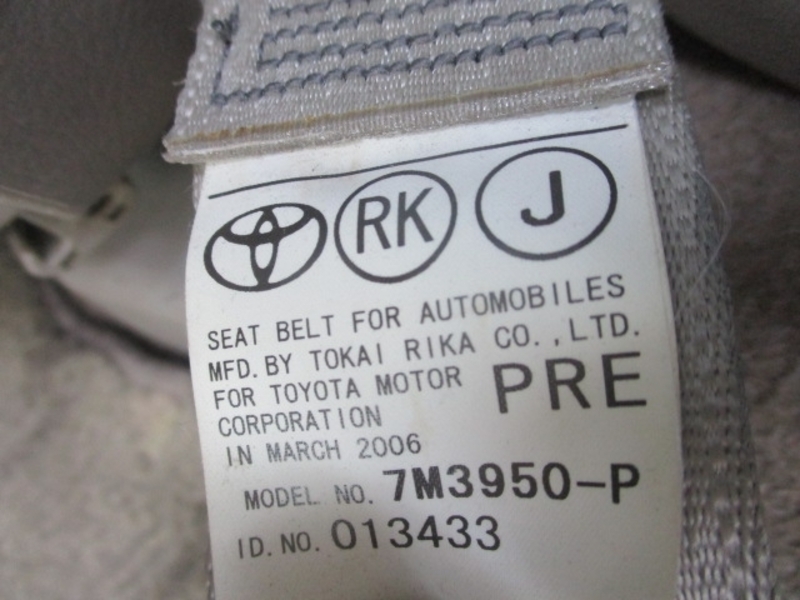 RK J
SEAT BELT FOR AUTOMOBILES
MFD. BY TOKAI RIKA CO., LTD.
FOR TOYOTA MOTOR PRE
CORPORATION
IN MARCH 2006
MODEL NO. 7M3950-P
ID. NO. 013433